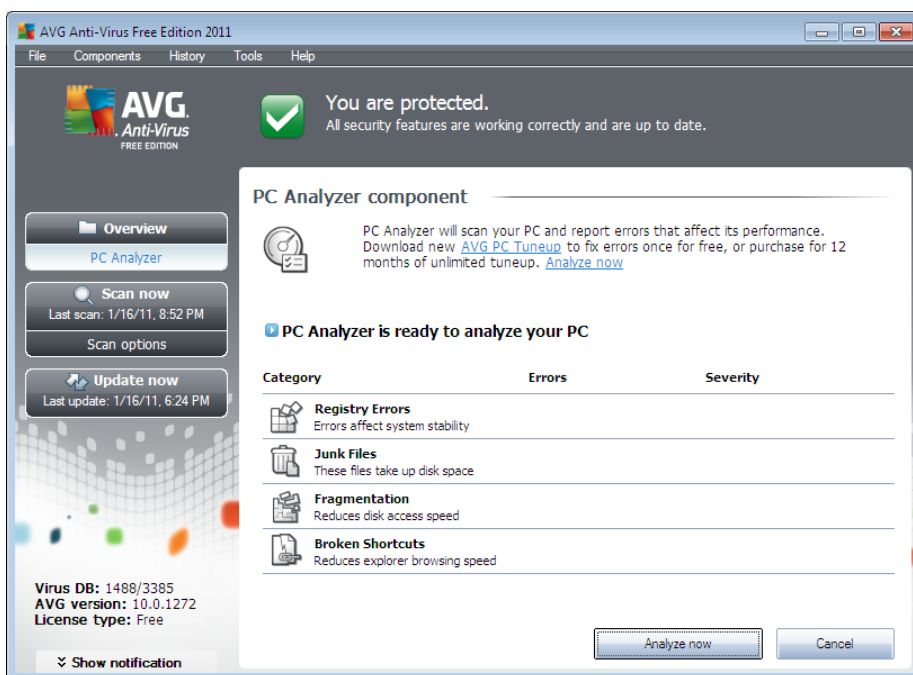 AVG Anti-Virus Free Edition 2011
File Components History Tools Help
AVG.
Anti-Virus
FREE EDITION
You are protected.
All security features are working correctly and are up to date.
Overview
PC Analyzer
Scan now
Last scan: 1/16/11, 8:52 PM
Scan options
Update now
Last update: 1/16/11, 6:24 PM
Virus DB: 1488/3385
AVG version: 10.0.1272
License type: Free
Show notification
PC Analyzer component
PC Analyzer will scan your PC and report errors that affect its performance.
Download new AVG PC Tuneup to fix errors once for free, or purchase for 12
months of unlimited tuneup. Analyze now
PC Analyzer is ready to analyze your PC
Category Errors Severity
Registry Errors
Errors affect system stability
Junk Files
These files take up disk space
Fragmentation
Reduces disk access speed
Broken Shortcuts
Reduces explorer browsing speed
Analyze now Cancel